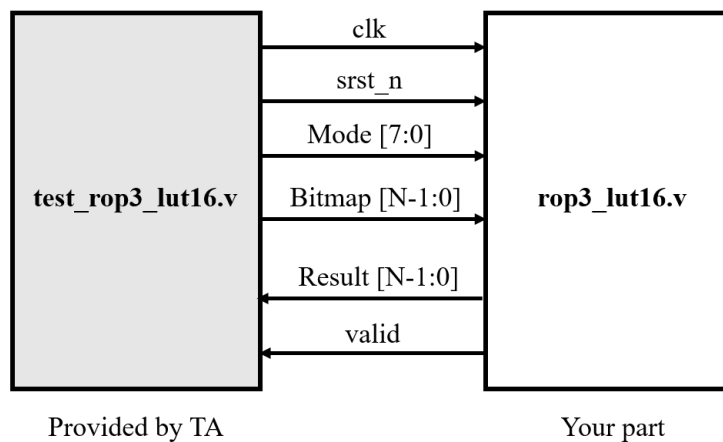 clk
srst_n
Mode [7:0]
test_rop3_lut16.v
Bitmap [N-1:0]
rop3_lut16.v
Result [N-1:0]
valid
Provided by TA
Your part